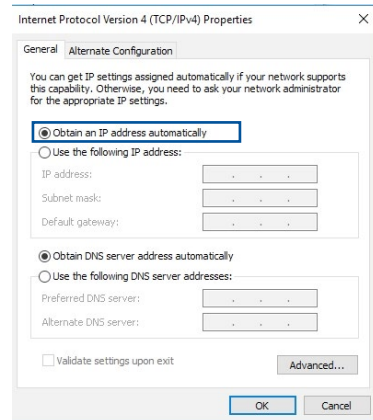 Internet Protocol Version 4 (TCP/IPv4) Properties
General
Alternate Configuration
You can get IP settings assigned automatically if your network supports
this capability. Otherwise, you need to ask your network administrator
for the appropriate IP settings.
Obtain an IP address automatically
Use the following IP address:
IP address:
Subnet mask:
Default gateway:
Obtain DNS server address automatically
Use the following DNS server addresses:
Preferred DNS server:
Alternate DNS server:
Validate settings upon exit
Advanced...
OK
Cancel